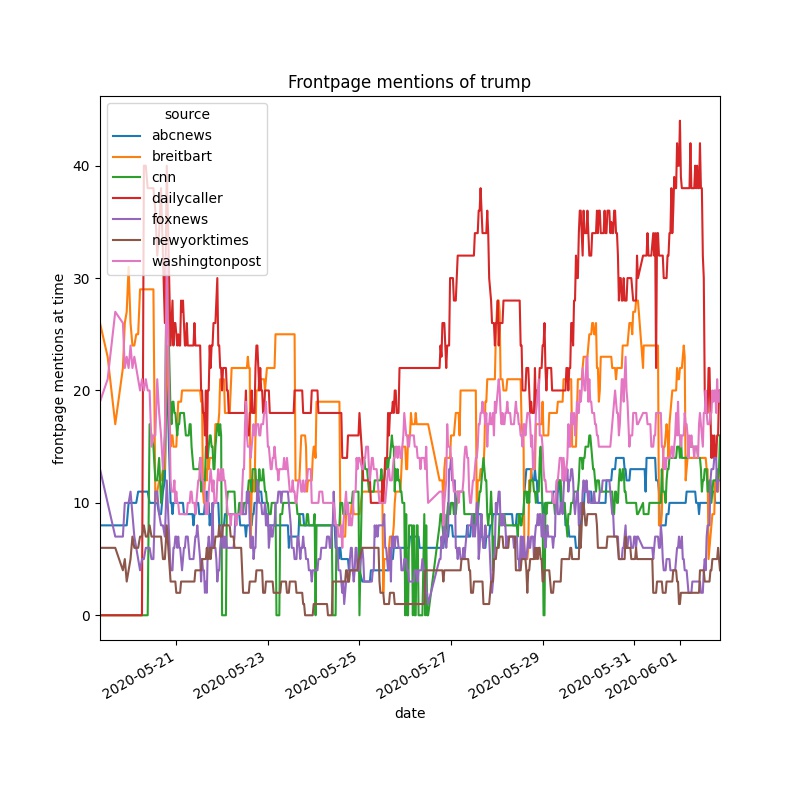 Frontpage mentions of trump
source
abcnews
breitbart
cnn
dailycaller
foxnews
newyorktimes
washingtonpost
frontpage mentions at time
40
30
20
10
0
2020-05-21
2020-05-23
2020-05-25
2020-05-27
2020-05-29
2020-05-31
2020-06-01
date